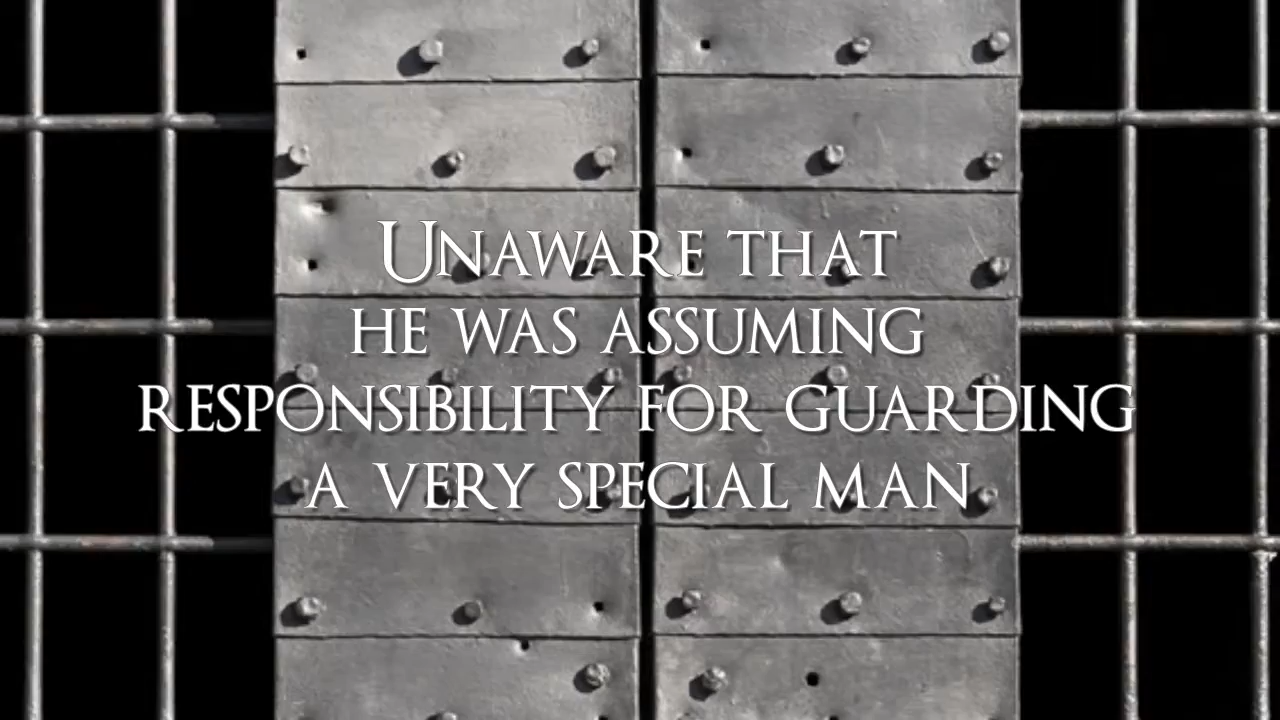 Unaware that
he was assuming
responsibility for guarding
a very special man